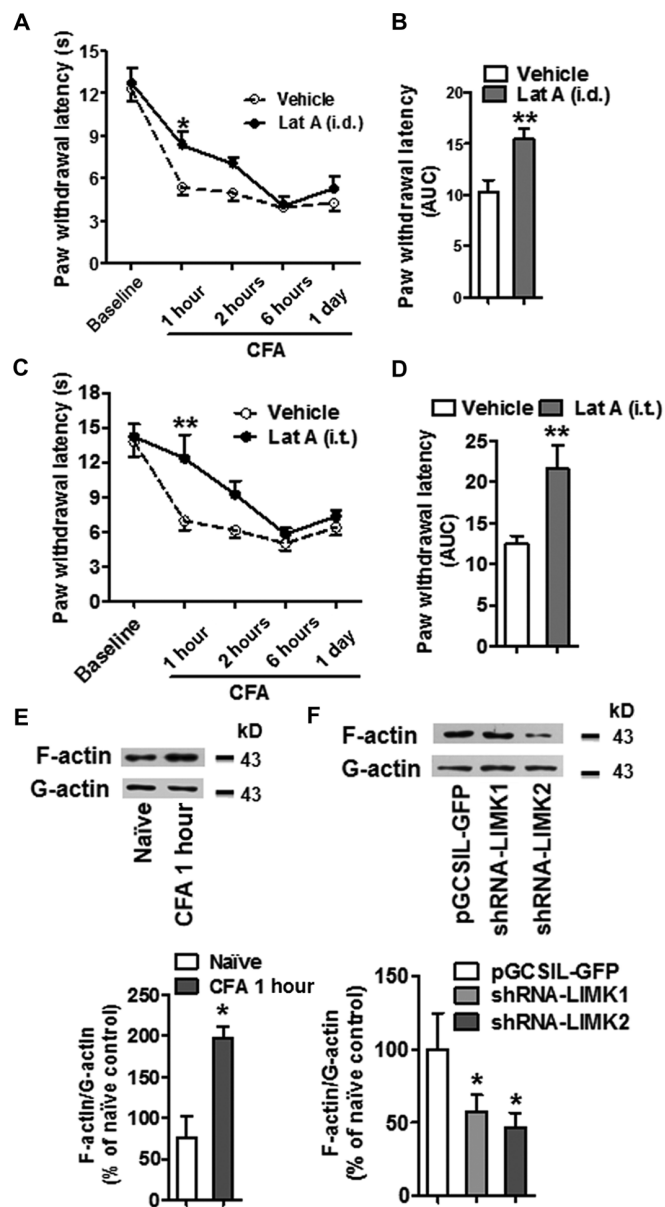 A
Paw withdrawal latency (s)
15
12
9
6
3
0
Vehicle
Lat A (i.d.)
*
Baseline
1 hour
2 hours
6 hours
1 day
CFA
B
Vehicle
Lat A (i.d.)
Paw withdrawal latency
(AUC)
20
15
10
5
0
**
C
Paw withdrawal latency (s)
18
15
12
9
6
3
0
Vehicle
Lat A (i.t.)
**
Baseline
1 hour
2 hours
6 hours
1 day
CFA
D
Vehicle
Lat A (i.t.)
Paw withdrawal latency
(AUC)
25
20
15
10
5
0
**
E
kD
F-actin
43
G-actin
43
Naïve
CFA 1 hour
Naïve
CFA 1 hour
F-actin/G-actin
(% of naïve control)
250
200
150
100
50
0
*
F
kD
F-actin
43
G-actin
43
pGCSIL-GFP
shRNA-LIMK1
shRNA-LIMK2
pGCSIL-GFP
shRNA-LIMK1
shRNA-LIMK2
F-actin/G-actin
(% of naïve control)
150
100
50
0
*
*